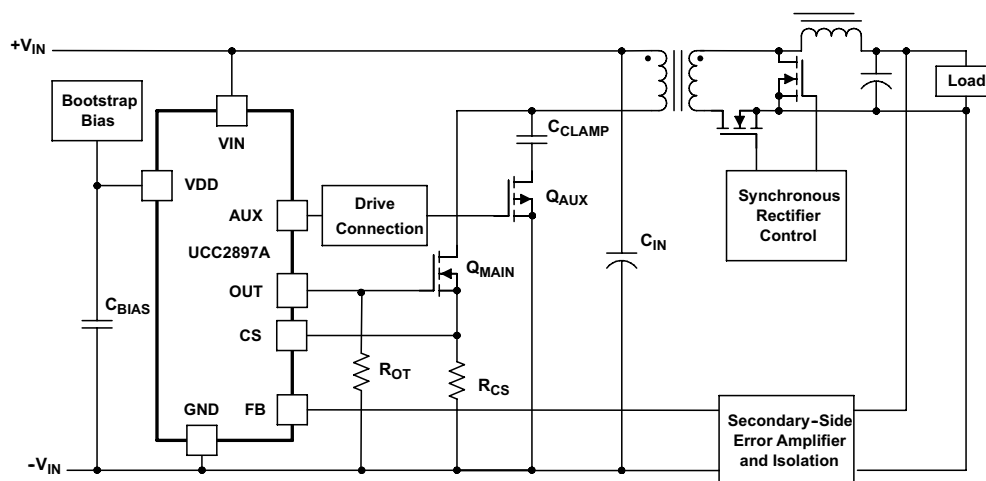 +VIN
Bootstrap
Bias
VIN
VDD
AUX
UCC2897A
OUT
CS
GND
FB
CBIAS
-VIN
Drive
Connection
CCLAMP
QAUX
QMAIN
ROT
RCS
CIN
Synchronous
Rectifier
Control
Load
Secondary-Side
Error Amplifier
and Isolation